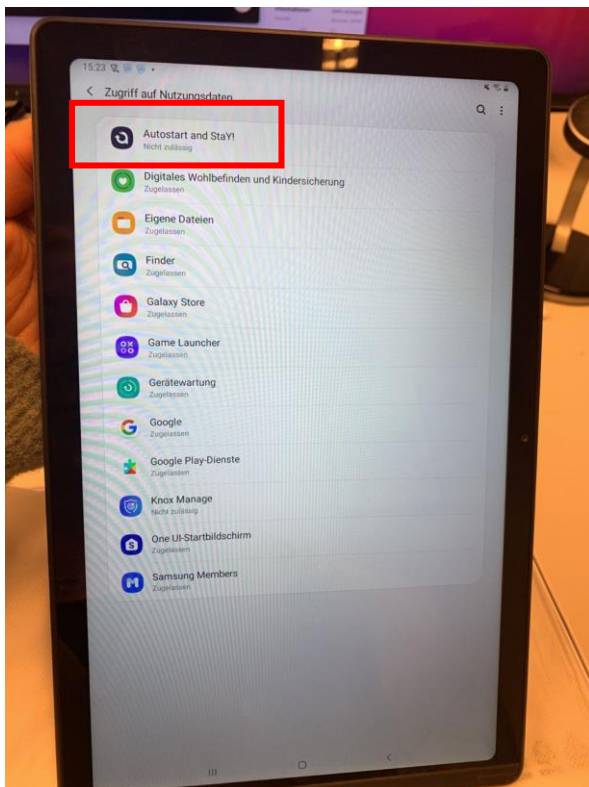 15:23
Zugriff auf Nutzungsdaten
Autostart and StaY!
Nicht zulässig
Digitales Wohlbefinden und Kindersicherung
Zugelassen
Eigene Dateien
Zugelassen
Finder
Zugelassen
Galaxy Store
Zugelassen
Game Launcher
Zugelassen
Gerätewartung
Zugelassen
Google
Zugelassen
Google Play-Dienste
Zugelassen
Knox Manage
Nicht zulässig
One UI-Startbildschirm
Zugelassen
Samsung Members
Zugelassen